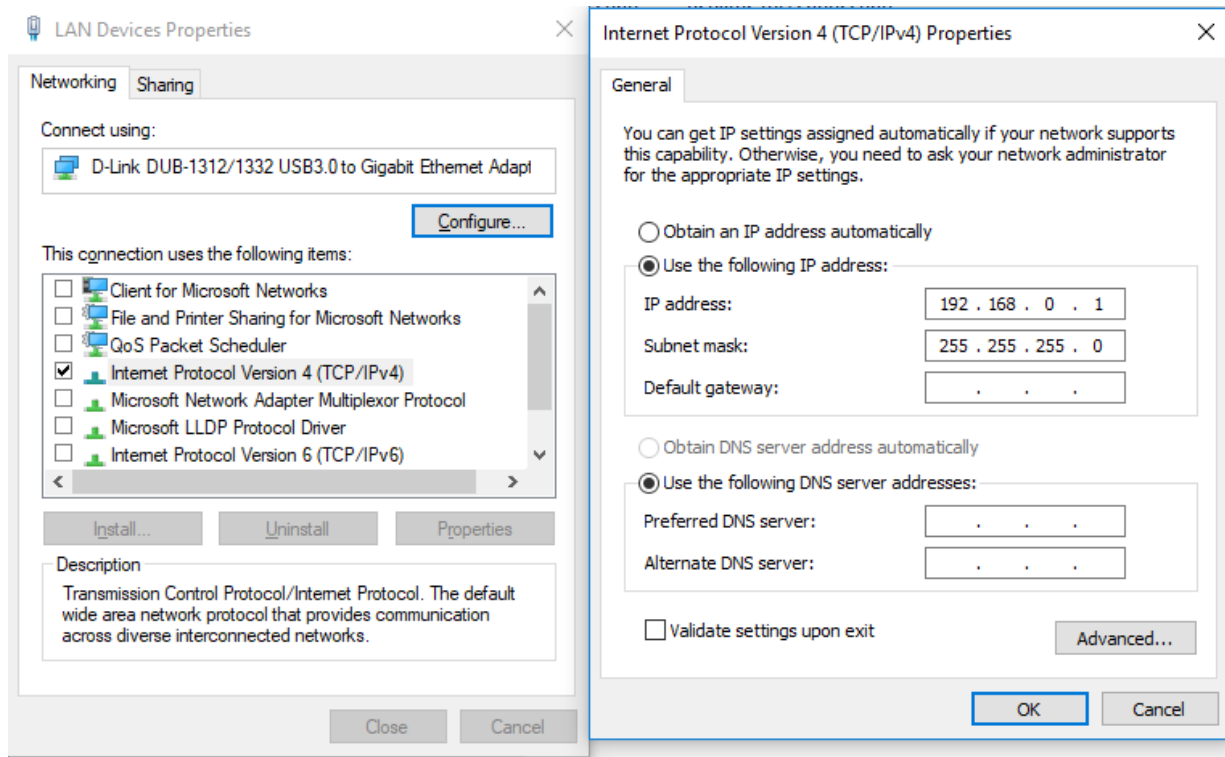 LAN Devices Properties
Networking
Sharing
Connect using:
D-Link DUB-1312/1332 USB3.0 to Gigabit Ethernet Adapt
Configure...
This connection uses the following items:
Client for Microsoft Networks
File and Printer Sharing for Microsoft Networks
QoS Packet Scheduler
Internet Protocol Version 4 (TCP/IPv4)
Microsoft Network Adapter Multiplexor Protocol
Microsoft LLDP Protocol Driver
Internet Protocol Version 6 (TCP/IPv6)
Install...
Uninstall
Properties
Description
Transmission Control Protocol/Internet Protocol. The default
wide area network protocol that provides communication
across diverse interconnected networks.
Close
Cancel
Internet Protocol Version 4 (TCP/IPv4) Properties
General
You can get IP settings assigned automatically if your network supports
this capability. Otherwise, you need to ask your network administrator
for the appropriate IP settings.
Obtain an IP address automatically
Use the following IP address:
IP address: 192 . 168 . 0 . 1
Subnet mask: 255 . 255 . 255 . 0
Default gateway: . . .
Obtain DNS server address automatically
Use the following DNS server addresses:
Preferred DNS server: . . .
Alternate DNS server: . . .
Validate settings upon exit
Advanced...
OK
Cancel